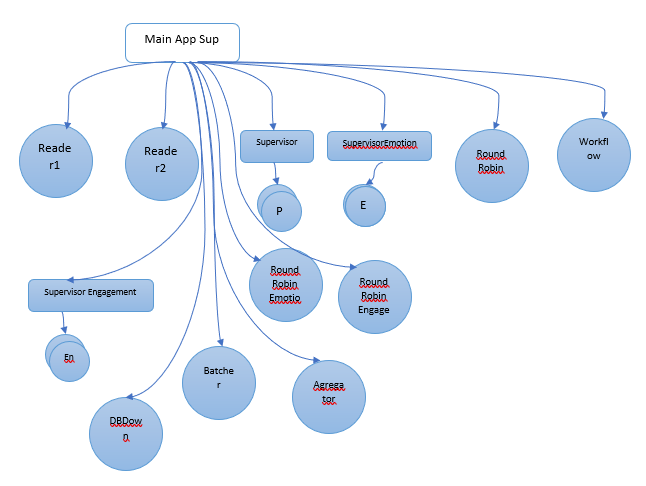 Main App Sup
Reade
r1
Reade
r2
Supervisor
SupervisorEmotion
Round
Robin
Workfl
ow
P
E
Round
Robin
Emotio
Round
Robin
Engage
Supervisor Engagement
En
Batche
r
Agrega
tor
DBDow
n